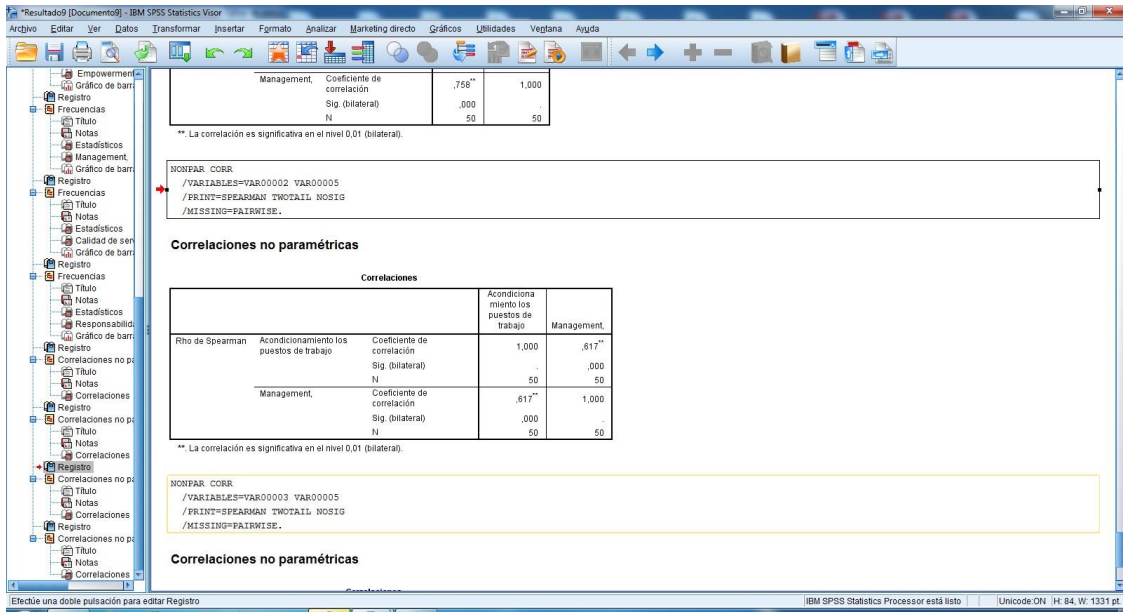 *Resultado9 [Documento9] - IBM SPSS Statistics Visor
Archivo Editar Ver Datos Transformar Insertar Formato Analizar Marketing directo Gráficos Utilidades Ventana Ayuda
Empowerment
Gráfico de barr
Registro
Frecuencias
Título
Notas
Estadísticos
Management,
Gráfico de barr
Registro
Frecuencias
Título
Notas
Estadísticos
Calidad de ser
Gráfico de barr
Registro
Frecuencias
Título
Notas
Estadísticos
Responsabilid
Gráfico de barr
Registro
Correlaciones no pa
Título
Notas
Correlaciones
Registro
Correlaciones no pa
Título
Notas
Correlaciones
Registro
Correlaciones no pa
Título
Notas
Correlaciones
Registro
Correlaciones no pa
Título
Notas
Correlaciones
Management, Coeficiente de correlación ,758** 1,000
Sig. (bilateral) ,000 .
N 50 50
**. La correlación es significativa en el nivel 0,01 (bilateral).
NONPAR CORR
/VARIABLES=VAR00002 VAR00005
/PRINT=SPEARMAN TWOTAIL NOSIG
/MISSING=PAIRWISE.
Correlaciones no paramétricas
Correlaciones
Acondiciona
miento los
puestos de
trabajo Management,
Rho de Spearman Acondicionamiento los puestos de trabajo Coeficiente de correlación 1,000 ,617**
Sig. (bilateral) . ,000
N 50 50
Management, Coeficiente de correlación ,617** 1,000
Sig. (bilateral) ,000 .
N 50 50
**. La correlación es significativa en el nivel 0,01 (bilateral).
NONPAR CORR
/VARIABLES=VAR00003 VAR00005
/PRINT=SPEARMAN TWOTAIL NOSIG
/MISSING=PAIRWISE.
Correlaciones no paramétricas
Efectúe una doble pulsación para editar Registro
IBM SPSS Statistics Processor está listo
Unicode:ON
H: 84, W: 1331 pt.